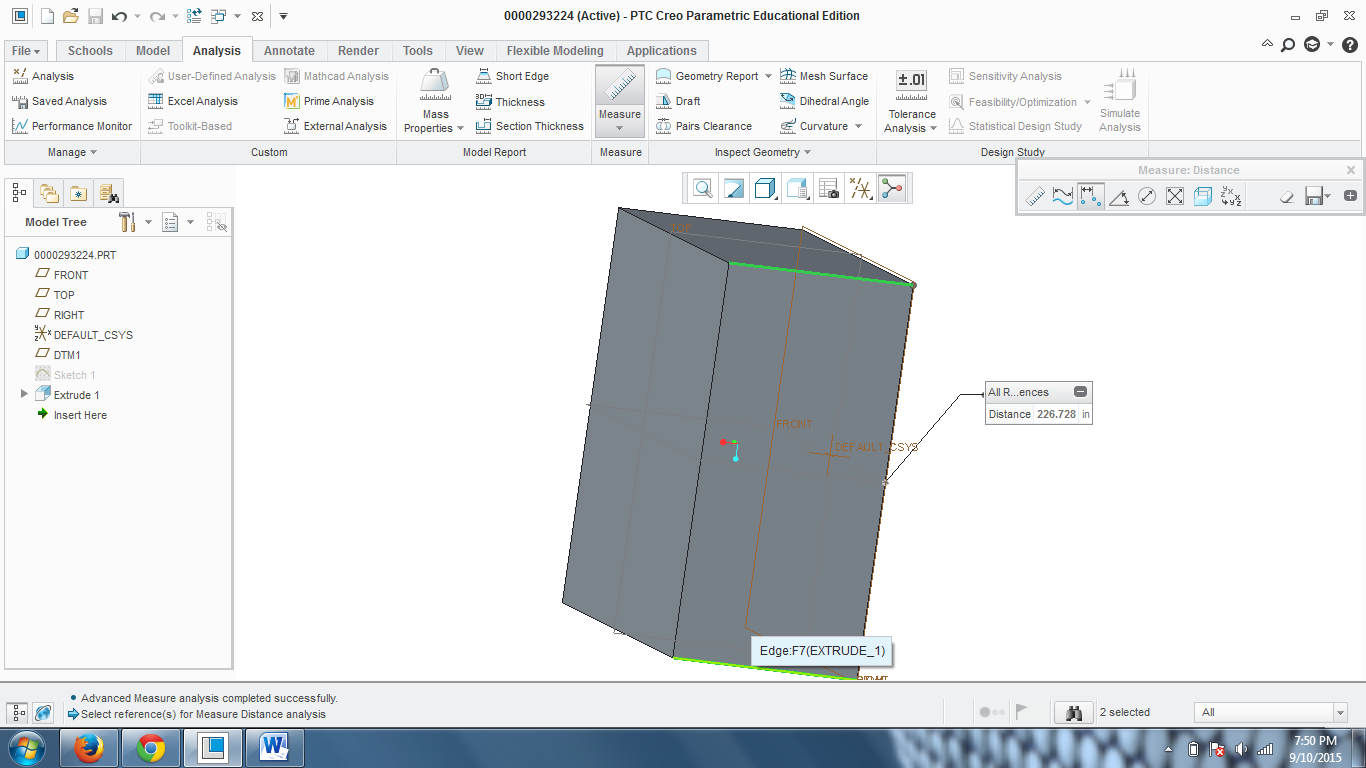 0000293224 (Active) - PTC Creo Parametric Educational Edition
File Schools Model Analysis Annotate Render Tools View Flexible Modeling Applications
Analysis
Saved Analysis
Performance Monitor
Manage
User-Defined Analysis
Excel Analysis
Toolkit-Based
Mathcad Analysis
Prime Analysis
External Analysis
Custom
Mass
Properties
Short Edge
3D Thickness
Section Thickness
Model Report
Measure
Measure
Geometry Report
Draft
Pairs Clearance
Mesh Surface
Dihedral Angle
Curvature
Inspect Geometry
±.01
Tolerance
Analysis
Sensitivity Analysis
Feasibility/Optimization
Statistical Design Study
Simulate
Analysis
Design Study
Measure: Distance
Model Tree
0000293224.PRT
FRONT
TOP
RIGHT
DEFAULT_CSYS
DTM1
Sketch 1
Extrude 1
Insert Here
TOP
FRONT
DEFAULT_CSYS
All R...ences
Distance 226.728 in
Edge:F7(EXTRUDE_1)
Advanced Measure analysis completed successfully.
Select reference(s) for Measure Distance analysis
2 selected
All
7:50 PM
9/10/2015